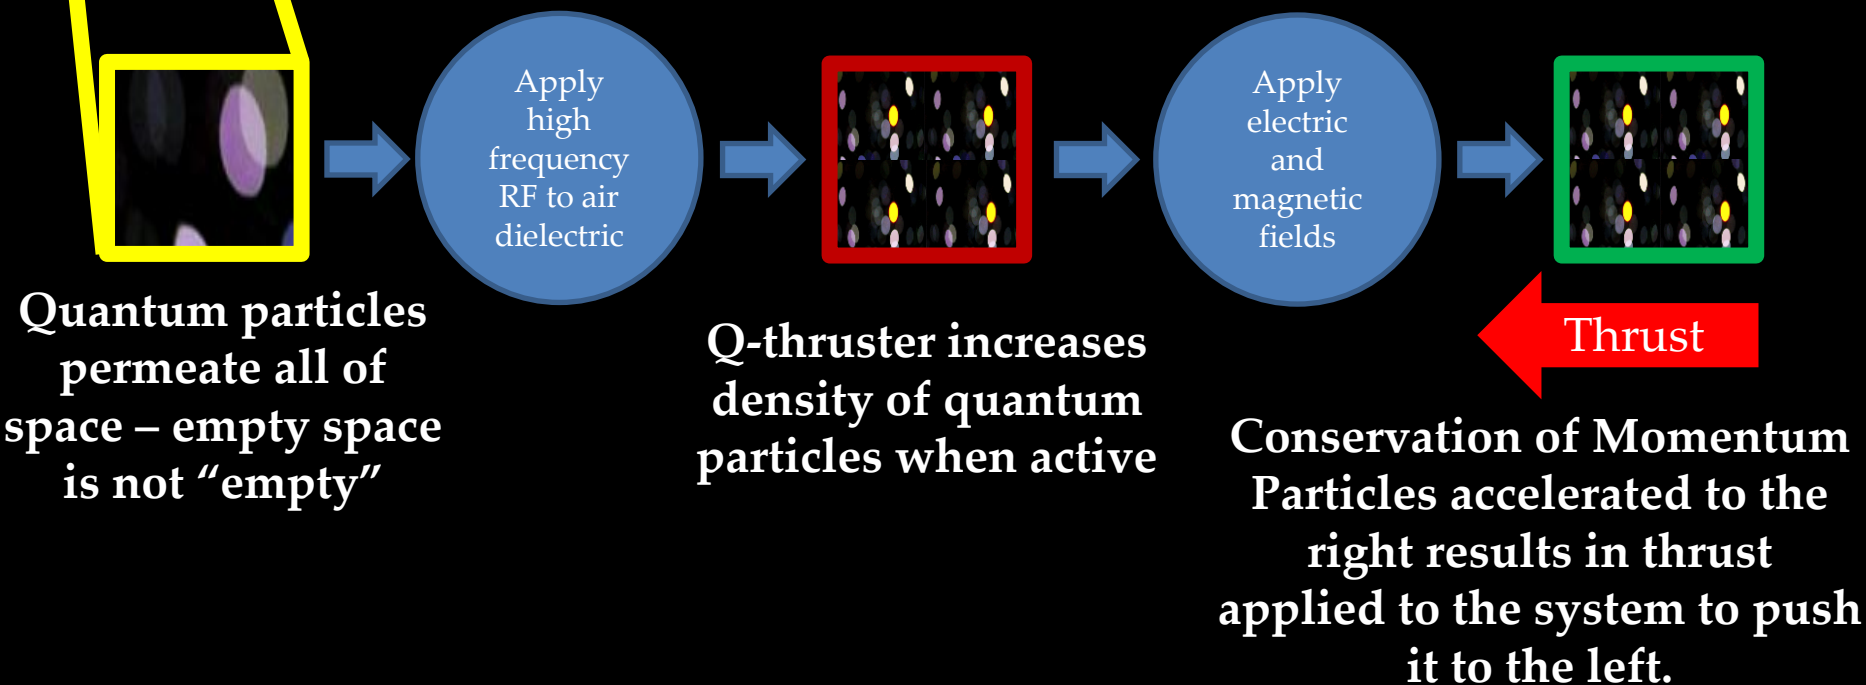 Quantum particles
permeate all of
space – empty space
is not “empty”
Apply
high
frequency
RF to air
dielectric
Q-thruster increases
density of quantum
particles when active
Apply
electric
and
magnetic
fields
Thrust
Conservation of Momentum
Particles accelerated to the
right results in thrust
applied to the system to push
it to the left.